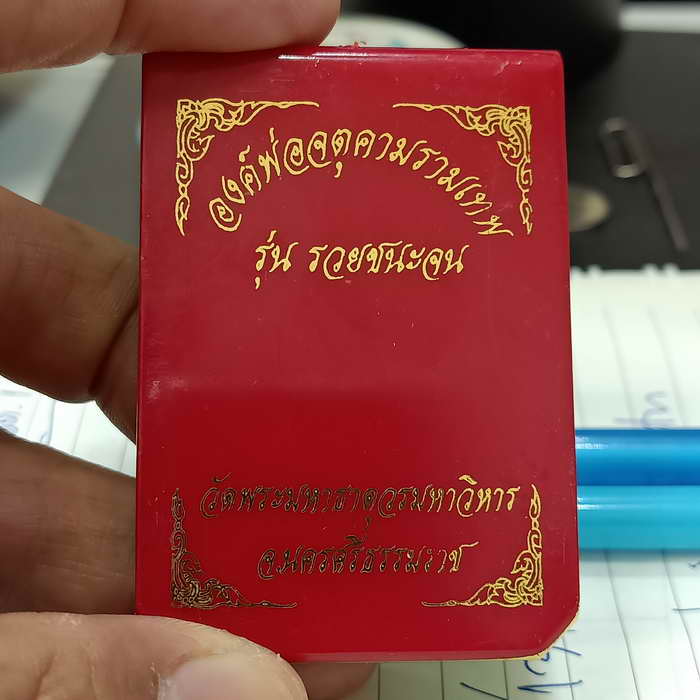 องค์พ่อจตุคามรามเทพ
รุ่น รวยชนะจน
วัดพระมหาธาตุวรมหาวิหาร
จ.นครศรีธรรมราช